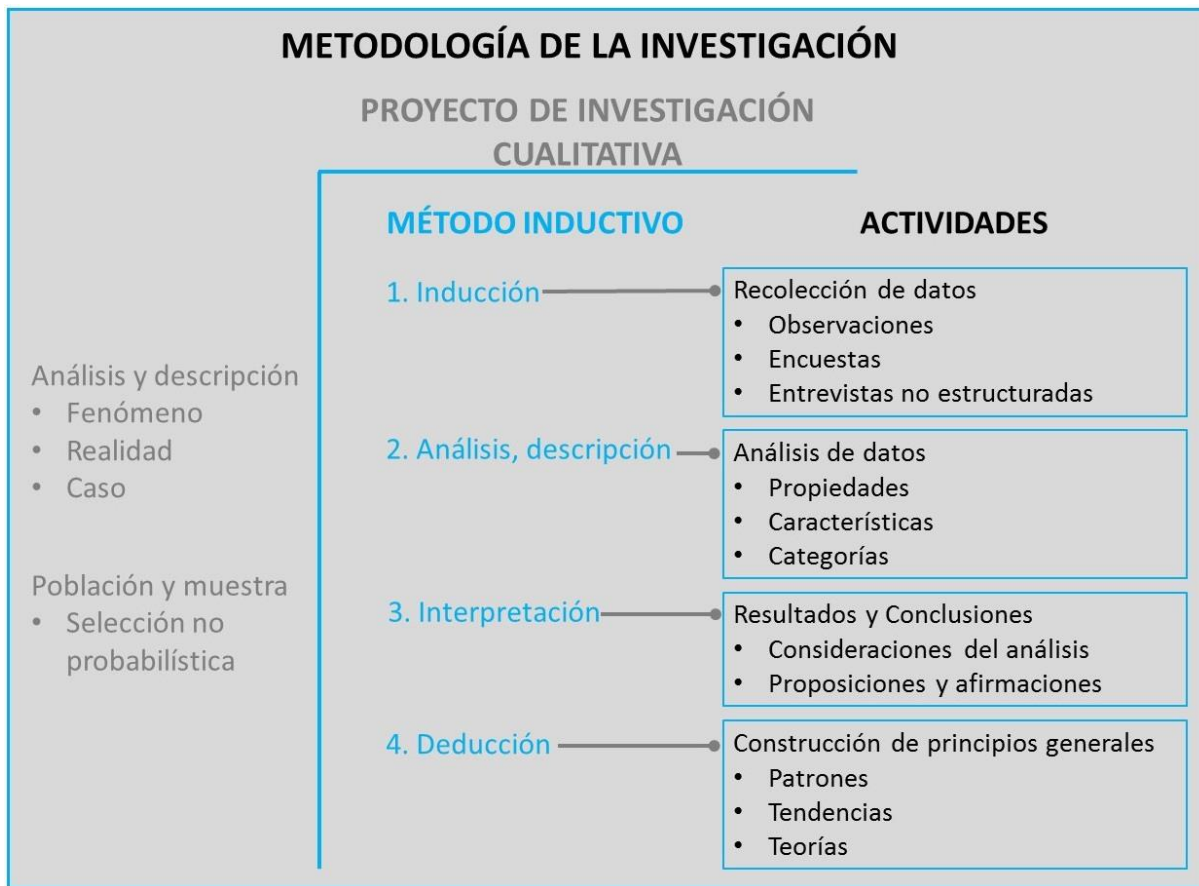 METODOLOGÍA DE LA INVESTIGACIÓN
PROYECTO DE INVESTIGACIÓN
CUALITATIVA
Análisis y descripción
• Fenómeno
• Realidad
• Caso
Población y muestra
• Selección no
probabilística
MÉTODO INDUCTIVO
ACTIVIDADES
1. Inducción
Recolección de datos
• Observaciones
• Encuestas
• Entrevistas no estructuradas
2. Análisis, descripción
Análisis de datos
• Propiedades
• Características
• Categorías
3. Interpretación
Resultados y Conclusiones
• Consideraciones del análisis
• Proposiciones y afirmaciones
4. Deducción
Construcción de principios generales
• Patrones
• Tendencias
• Teorías